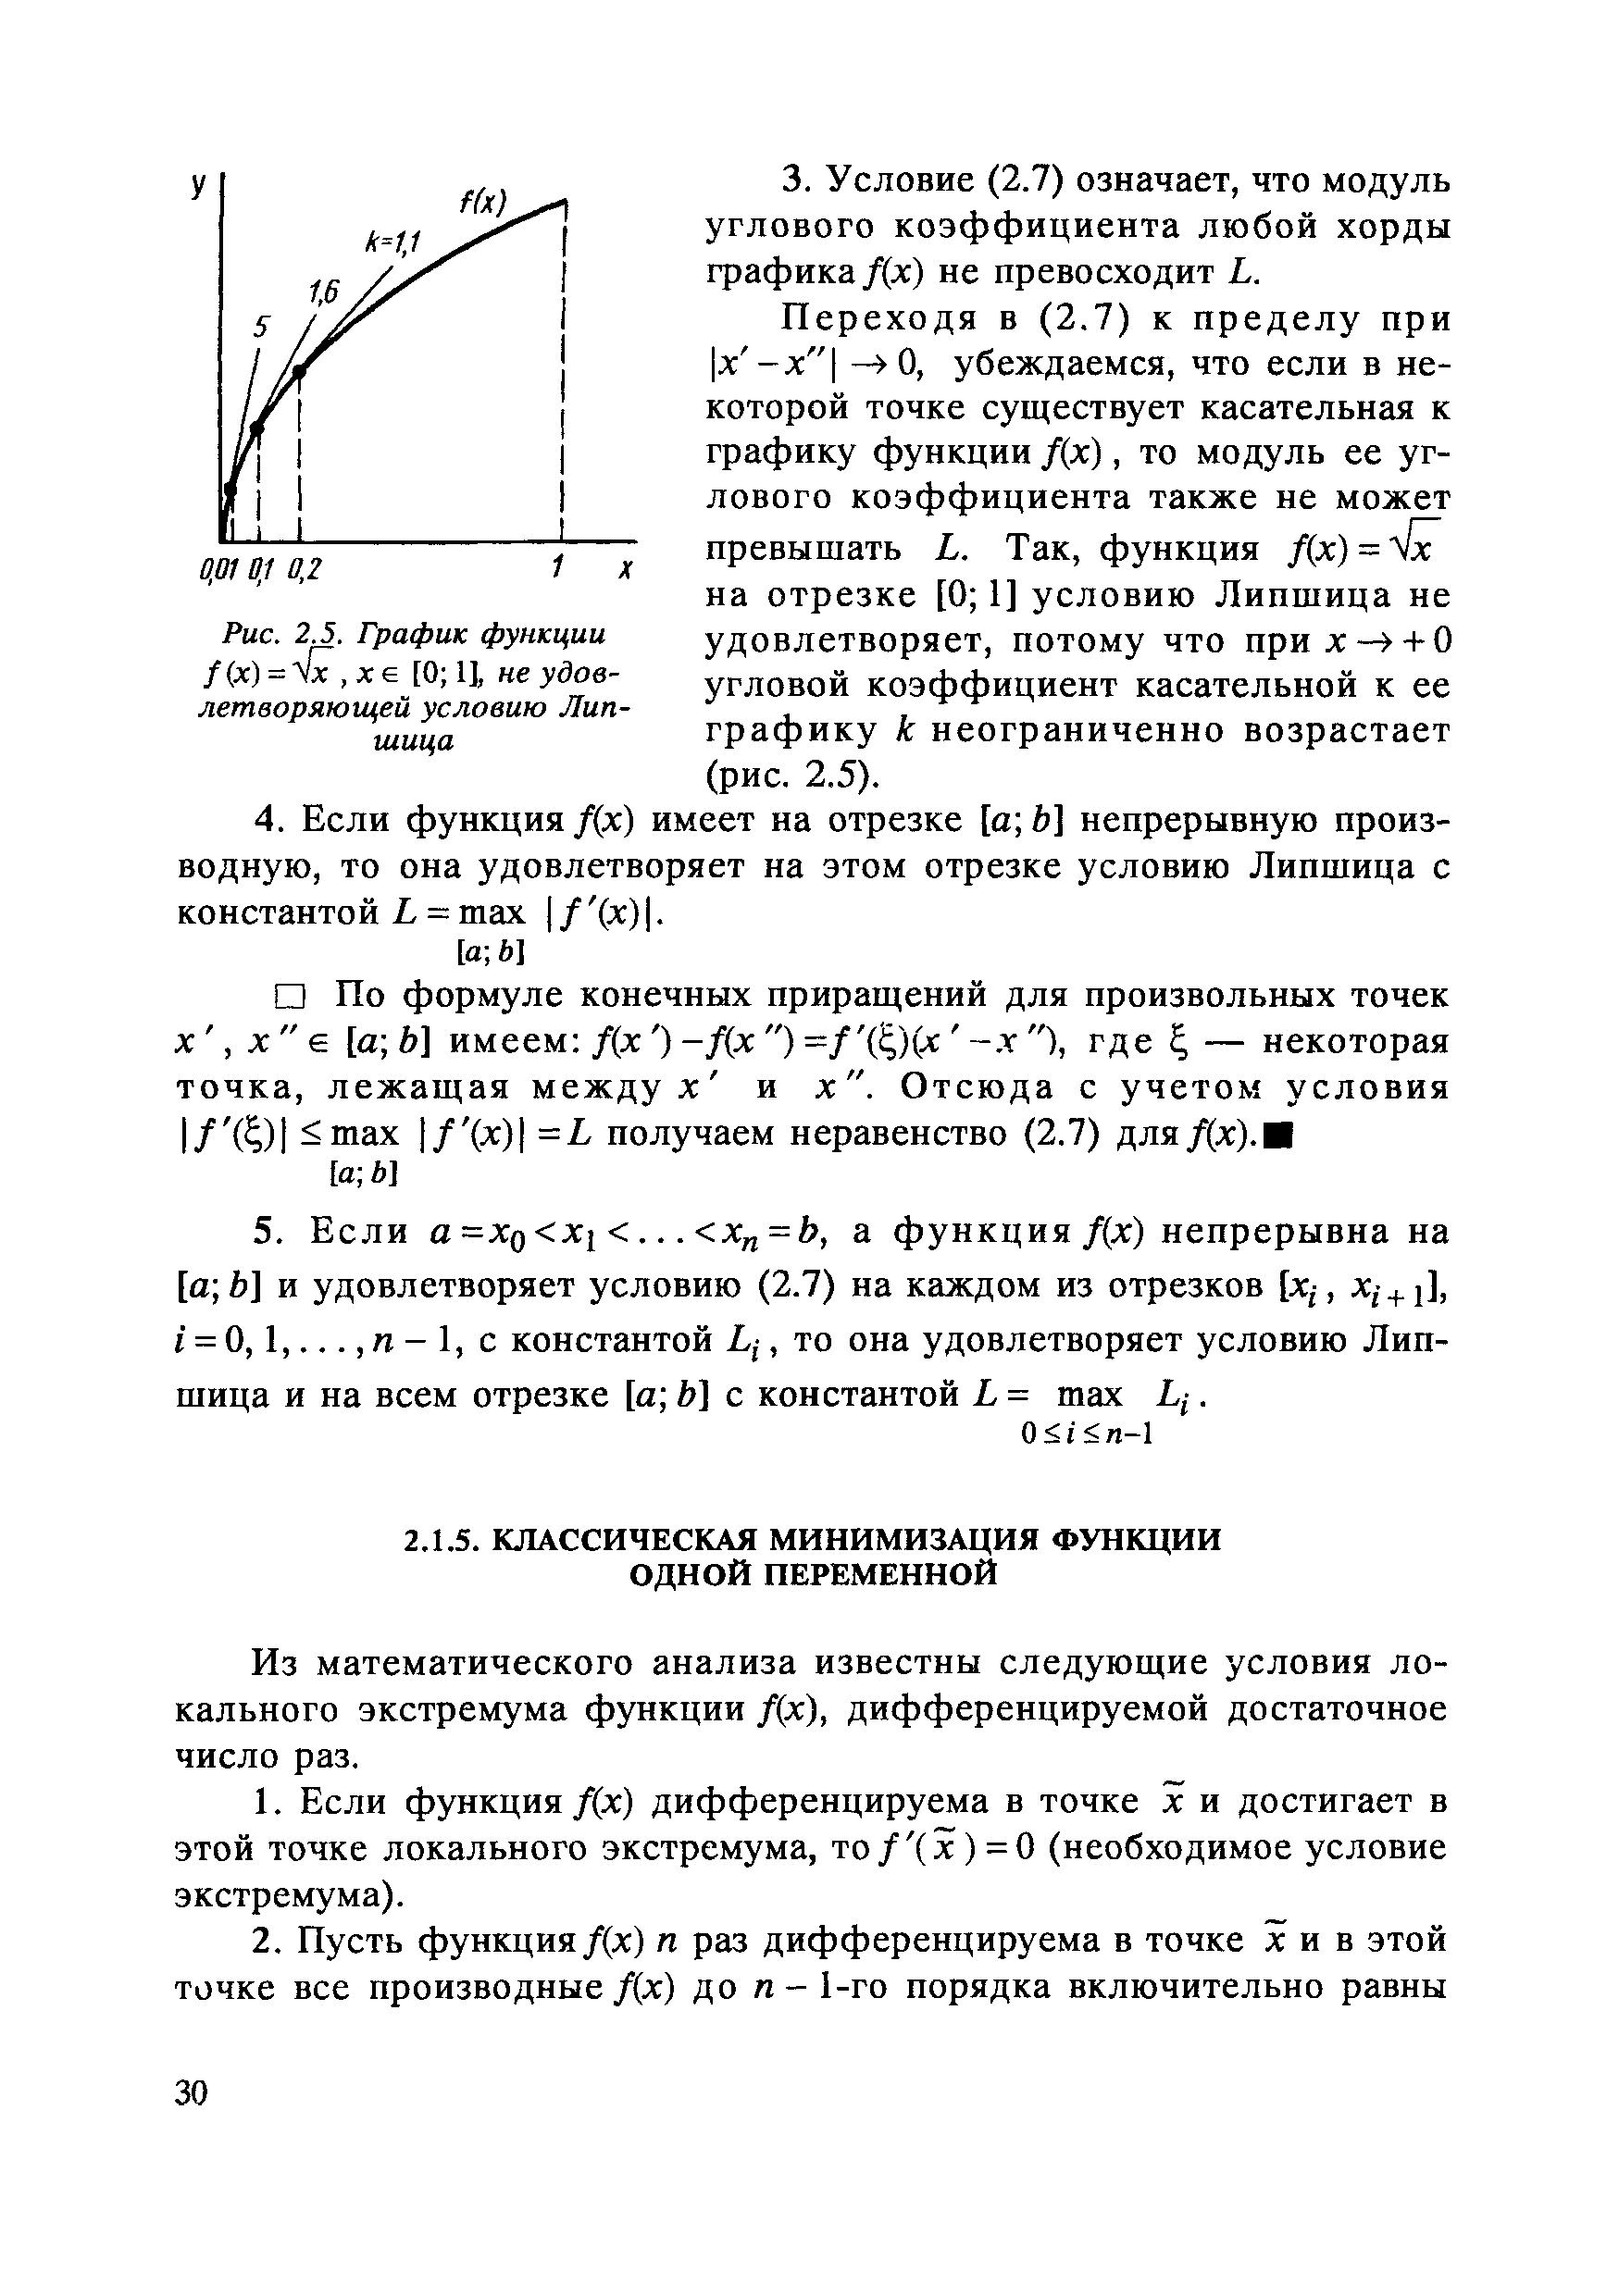 y
f(x)
k=1,1
1,6
5
0,01 0,1 0,2 1 x
Рис. 2.5. График функции
f(x)=√x , x∈ [0; 1], не удов-
летворяющей условию Лип-
шица
3. Условие (2.7) означает, что модуль
углового коэффициента любой хорды
графика f(x) не превосходит L.
Переходя в (2.7) к пределу при
|x′−x″| → 0, убеждаемся, что если в не-
которой точке существует касательная к
графику функции f(x) , то модуль ее уг-
лового коэффициента также не может
превышать L. Так, функция f(x)=√x
на отрезке [0; 1] условию Липшица не
удовлетворяет, потому что при x → +0
угловой коэффициент касательной к ее
графику k неограниченно возрастает
(рис. 2.5).
4. Если функция f(x) имеет на отрезке [a; b] непрерывную произ-
водную, то она удовлетворяет на этом отрезке условию Липшица с
константой L = max |f′(x)|.
[a; b]
□ По формуле конечных приращений для произвольных точек
x′, x″∈ [a; b] имеем: f(x′)−f(x″)=f′(ξ)(x′−x″), где ξ — некоторая
точка, лежащая между x′ и x″. Отсюда с учетом условия
|f′(ξ)| ≤ max |f′(x)| =L получаем неравенство (2.7) для f(x).■
[a; b]
5. Если a=x₀<x₁<...<xₙ=b, а функция f(x) непрерывна на
[a; b] и удовлетворяет условию (2.7) на каждом из отрезков [xᵢ, xᵢ₊₁],
i=0, 1,...,n − 1, с константой Lᵢ, то она удовлетворяет условию Лип-
шица и на всем отрезке [a; b] с константой L = max Lᵢ.
0≤i≤n−1
2.1.5. КЛАССИЧЕСКАЯ МИНИМИЗАЦИЯ ФУНКЦИИ
ОДНОЙ ПЕРЕМЕННОЙ
Из математического анализа известны следующие условия ло-
кального экстремума функции f(x), дифференцируемой достаточное
число раз.
1. Если функция f(x) дифференцируема в точке x̃ и достигает в
этой точке локального экстремума, то f′(x̃)=0 (необходимое условие
экстремума).
2. Пусть функция f(x) n раз дифференцируема в точке x̃ и в этой
точке все производные f(x) до n − 1-го порядка включительно равны
30